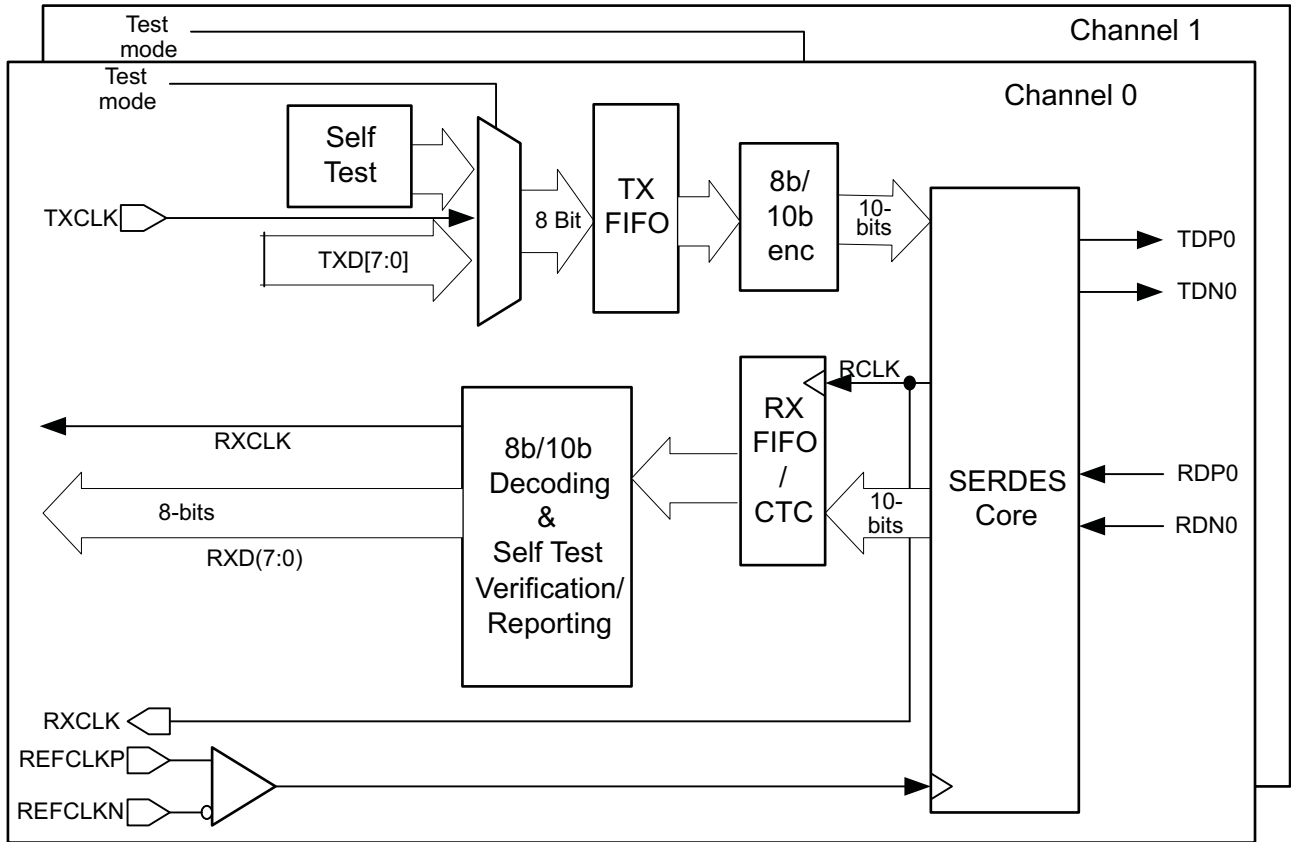 Test
mode
Channel 1
Test
mode
Channel 0
Self
Test
TX
FIFO
8b/
10b
enc
8 Bit
10-
bits
TXCLK
TXD[7:0]
TDP0
TDN0
RCLK
RX
FIFO
/
CTC
10-
bits
SERDES
Core
RDP0
RDN0
RXCLK
8-bits
RXD(7:0)
8b/10b
Decoding
&
Self Test
Verification/
Reporting
RXCLK
REFCLKP
REFCLKN